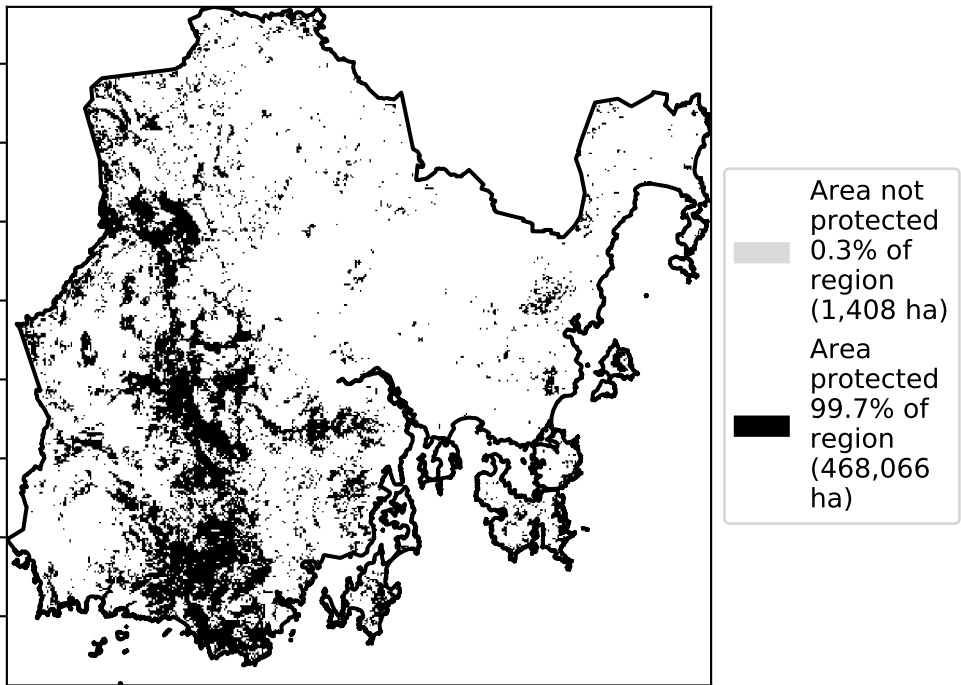 Area not
protected
0.3% of
region
(1,408 ha)
Area
protected
99.7% of
region
(468,066
ha)